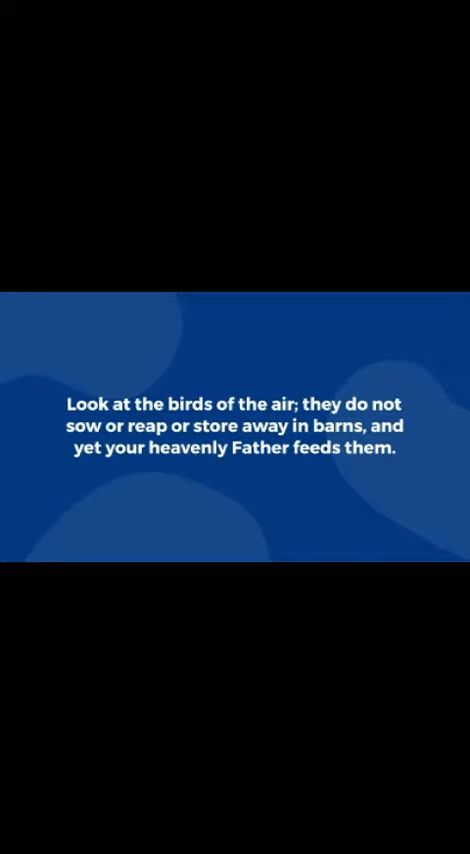 Look at the birds of the air; they do not
sow or reap or store away in barns, and
yet your heavenly Father feeds them.